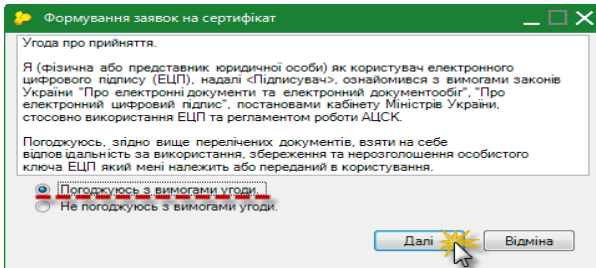 Формування заявок на сертифікат
Угода про прийняття.
Я (фізична або представник юридичної особи) як користувач електронного
цифрового підпису (ЕЦП), надалі <Підписувач>, ознайомився з вимогами законів
України "Про електронні документи та електронний документообіг", "Про
електронний цифровий підпис", постановами кабінету Міністрів України,
стосовно використання ЕЦП та регламентом роботи АЦСК.
Погоджуюсь, згідно вище перелічених документів, взяти на себе
відповідальність за використання, збереження та нерозголошення особистого
ключа ЕЦП який мені належить або переданий в користування.
Погоджуюсь з вимогами угоди.
Не погоджуюсь з вимогами угоди.
Далі
Відміна